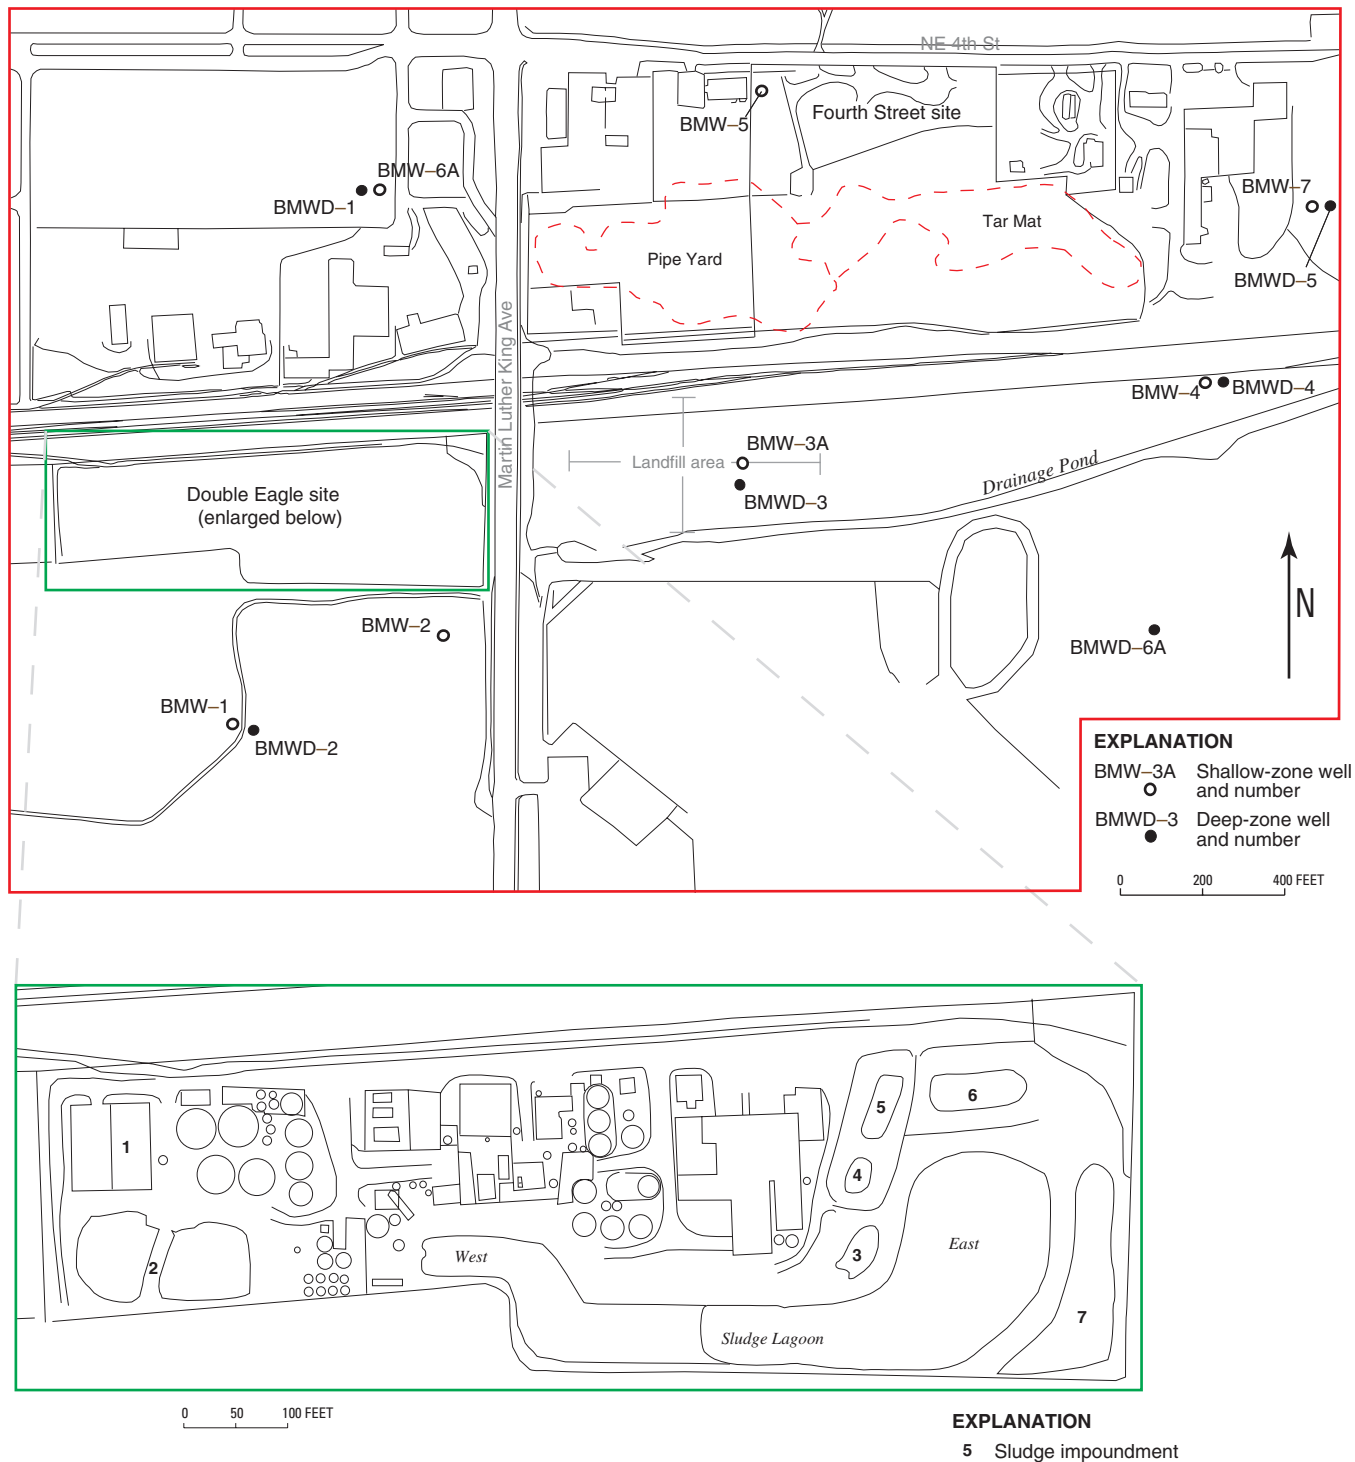 NE 4th St
BMW–5
Fourth Street site
BMW–6A
BMWD–1
BMW–7
Tar Mat
Pipe Yard
BMWD–5
Martin Luther King Ave
BMW–4
BMWD–4
BMW–3A
Landfill area
Drainage Pond
BMWD–3
Double Eagle site
(enlarged below)
N
BMW–2
BMWD–6A
BMW–1
BMWD–2
EXPLANATION
BMW–3A Shallow-zone well
and number
BMWD–3 Deep-zone well
and number
0 200 400 FEET
6
5
1
4
East
West
3
2
7
Sludge Lagoon
0 50 100 FEET
EXPLANATION
5 Sludge impoundment